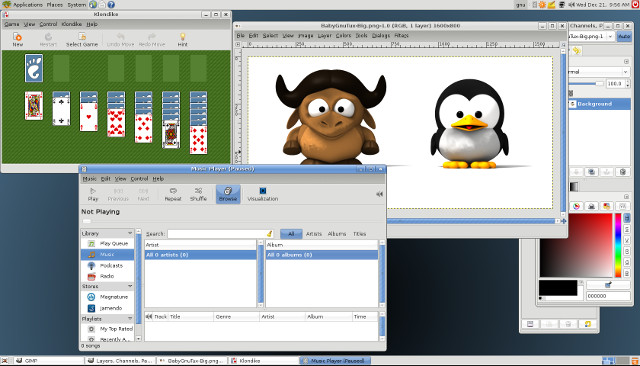 Applications Places System
gnu
Wed Dec 21, 9:56 AM
Klondike
Game View Control Help
New Restart Select Game Undo Move Redo Move Hint
BabyGnuTux-Big.png-1.0 (RGB, 1 layer) 1600x800
File Edit Select View Image Layer Colors Tools Dialogs Filters
Channels, P...
Tux-Big.png-1 Auto
100.0
Background
000000
Music Player (Paused)
Music Edit View Control Help
Play Previous Next Repeat Shuffle Browse Visualization
Not Playing
Library
Play Queue
Music
Podcasts
Radio
Stores
Magnatune
Jamendo
Playlists
My Top Rated
Recently A...
Search: All Artists Albums Titles
Artist Album
All 0 artists (0) All 0 albums (0)
Track Title Genre Artist Album Time
0 songs
GIMP Layers, Channels, Pa... BabyGnuTux-Big.png-... Klondike Music Player (Paused)